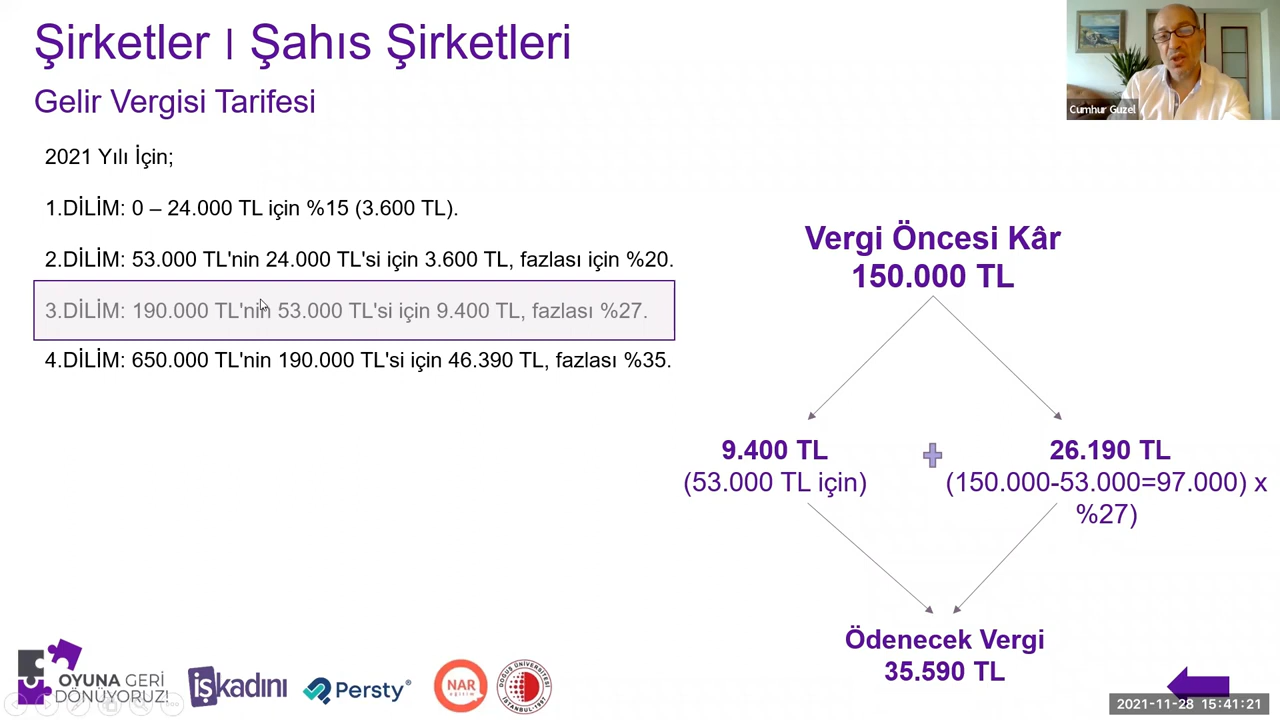 Şirketler | Şahıs Şirketleri
Gelir Vergisi Tarifesi
Cumhur Guzel
2021 Yılı İçin;
1.DİLİM: 0 – 24.000 TL için %15 (3.600 TL).
2.DİLİM: 53.000 TL'nin 24.000 TL'si için 3.600 TL, fazlası için %20.
3.DİLİM: 190.000 TL'nin 53.000 TL'si için 9.400 TL, fazlası %27.
4.DİLİM: 650.000 TL'nin 190.000 TL'si için 46.390 TL, fazlası %35.
Vergi Öncesi Kâr
150.000 TL
9.400 TL
(53.000 TL için)
26.190 TL
(150.000-53.000=97.000) x
%27)
Ödenecek Vergi
35.590 TL
OYUNA GERİ
DÖNÜYORUZ!
işkadını
Persty
NAR
eğitim
DOĞUŞ ÜNİVERSİTESİ
İSTANBUL-1997
2021-11-28 15:41:21